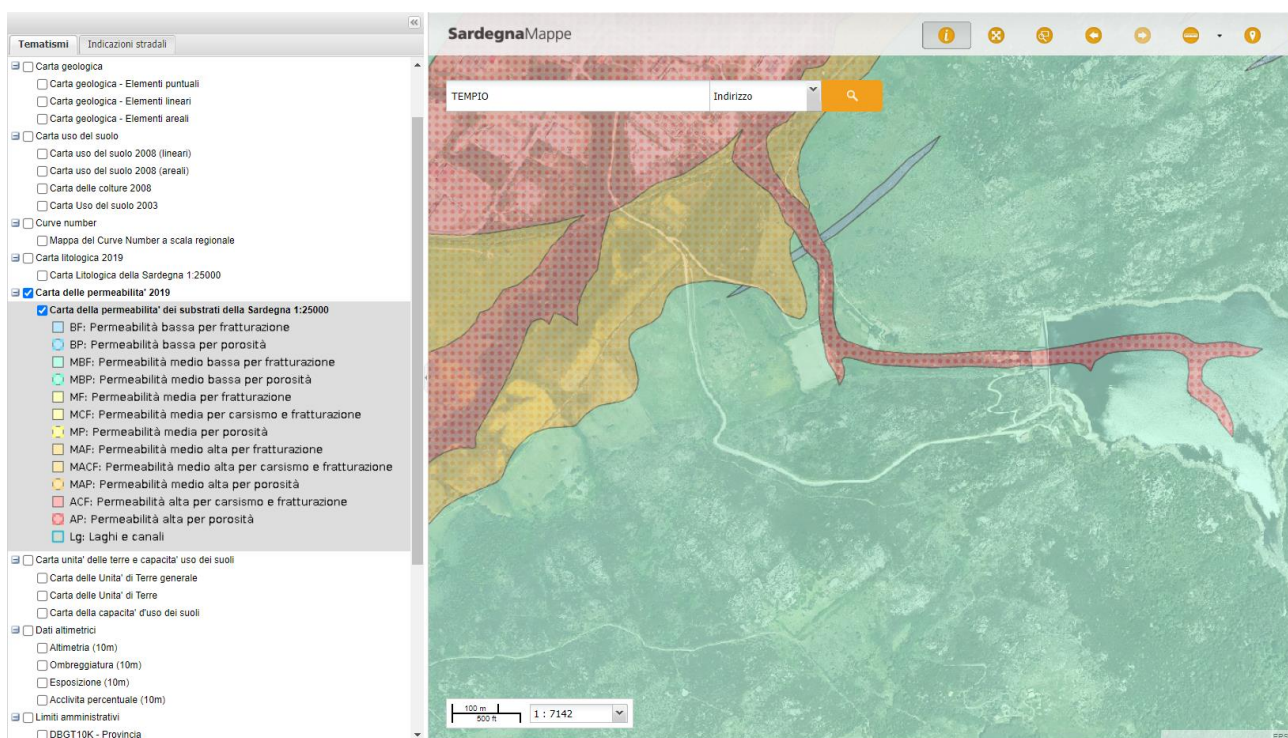 Tematismi
Indicazioni stradali
Carta geologica
Carta geologica - Elementi puntuali
Carta geologica - Elementi lineari
Carta geologica - Elementi areali
Carta uso del suolo
Carta uso del suolo 2008 (lineari)
Carta uso del suolo 2008 (areali)
Carta delle colture 2008
Carta Uso del suolo 2003
Curve number
Mappa del Curve Number a scala regionale
Carta litologica 2019
Carta Litologica della Sardegna 1:25000
Carta delle permeabilita' 2019
Carta della permeabilita' dei substrati della Sardegna 1:25000
BF: Permeabilità bassa per fratturazione
BP: Permeabilità bassa per porosità
MBF: Permeabilità medio bassa per fratturazione
MBP: Permeabilità medio bassa per porosità
MF: Permeabilità media per fratturazione
MCF: Permeabilità media per carsismo e fratturazione
MP: Permeabilità media per porosità
MAF: Permeabilità medio alta per fratturazione
MACF: Permeabilità medio alta per carsismo e fratturazione
MAP: Permeabilità medio alta per porosità
ACF: Permeabilità alta per carsismo e fratturazione
AP: Permeabilità alta per porosità
Lg: Laghi e canali
Carta unita' delle terre e capacita' uso dei suoli
Carta delle Unita' di Terre generale
Carta delle Unita' di Terre
Carta della capacita' d'uso dei suoli
Dati altimetrici
Altimetria (10m)
Ombreggiatura (10m)
Esposizione (10m)
Acclivita percentuale (10m)
Limiti amministrativi
DBGT10K - Provincia
SardegnaMappe
TEMPIO
Indirizzo
100 m
500 ft
1 : 7142